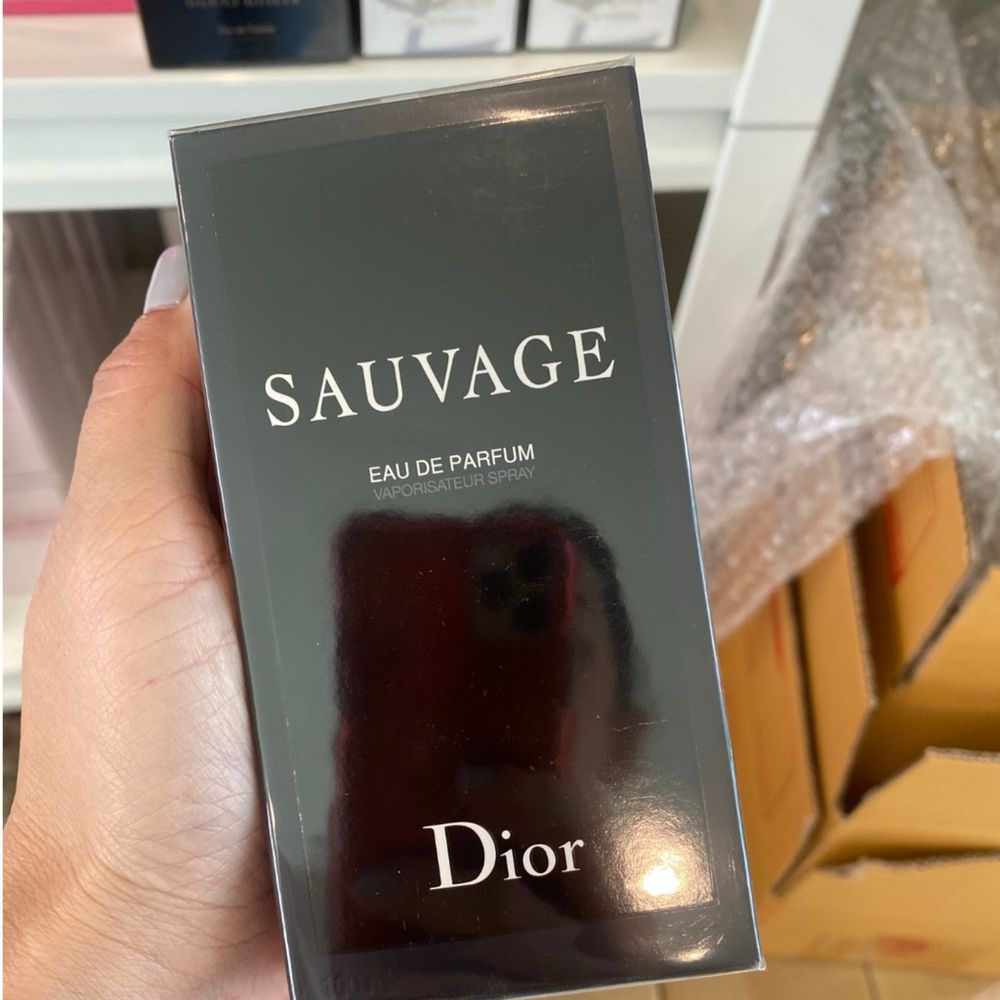 SAUVAGE
EAU DE PARFUM
VAPORISATEUR SPRAY
Dior